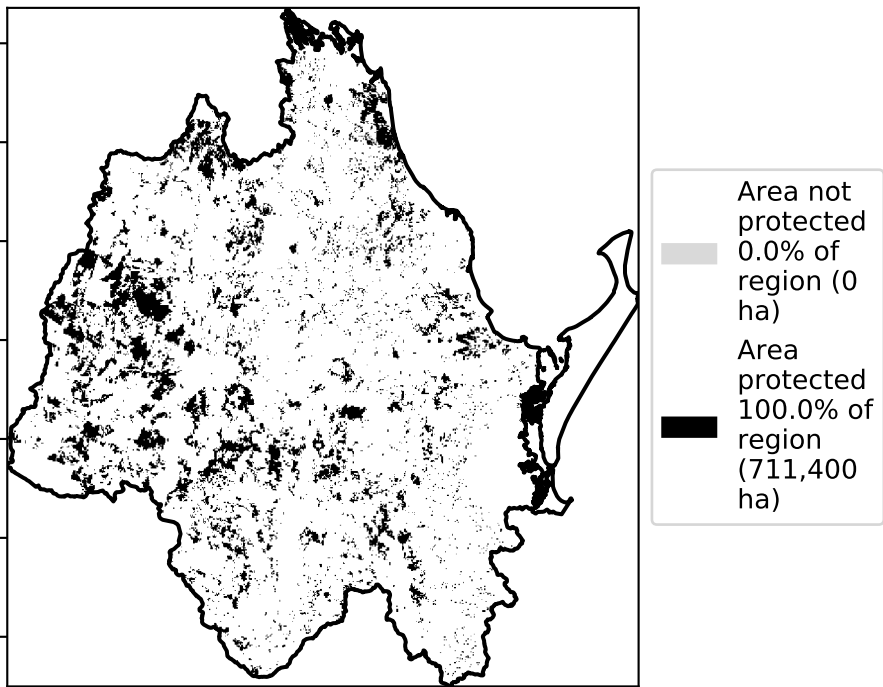 Area not
protected
0.0% of
region (0
ha)
Area
protected
100.0% of
region
(711,400
ha)